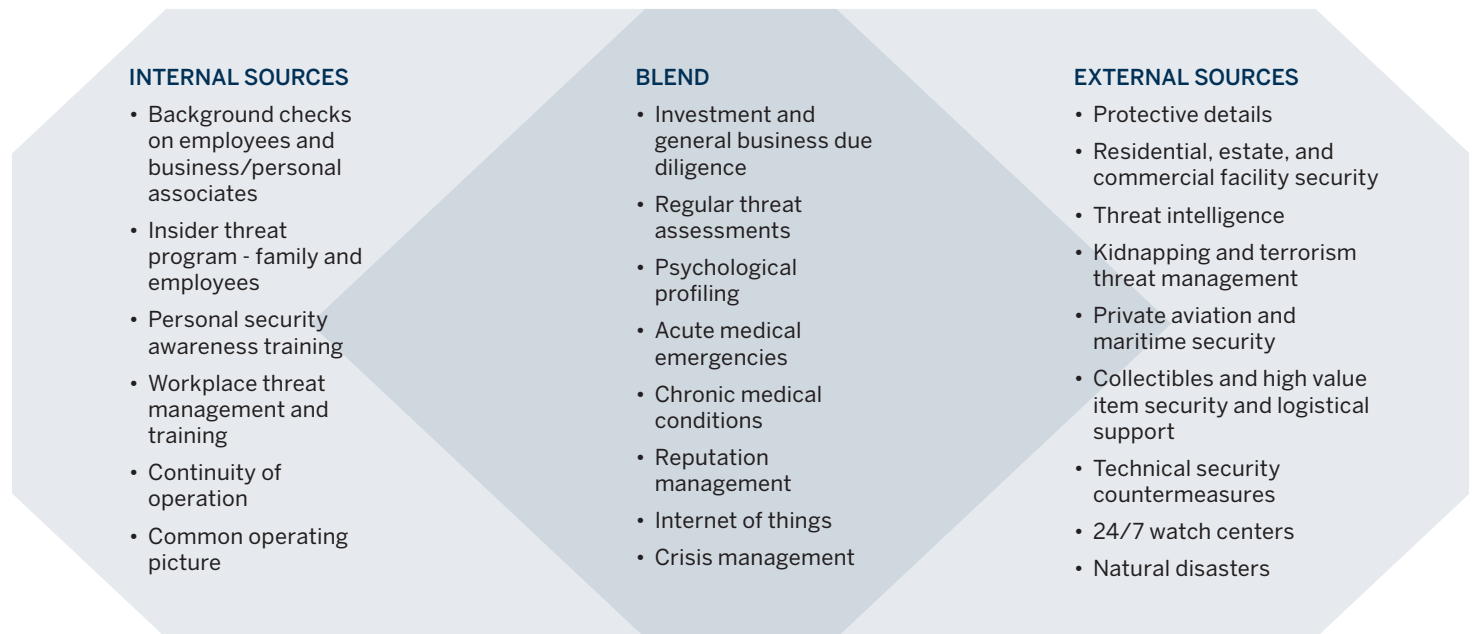 INTERNAL SOURCES
• Background checks
on employees and
business/personal
associates
• Insider threat
program - family and
employees
• Personal security
awareness training
• Workplace threat
management and
training
• Continuity of
operation
• Common operating
picture
BLEND
• Investment and
general business due
diligence
• Regular threat
assessments
• Psychological
profiling
• Acute medical
emergencies
• Chronic medical
conditions
• Reputation
management
• Internet of things
• Crisis management
EXTERNAL SOURCES
• Protective details
• Residential, estate, and
commercial facility security
• Threat intelligence
• Kidnapping and terrorism
threat management
• Private aviation and
maritime security
• Collectibles and high value
item security and logistical
support
• Technical security
countermeasures
• 24/7 watch centers
• Natural disasters